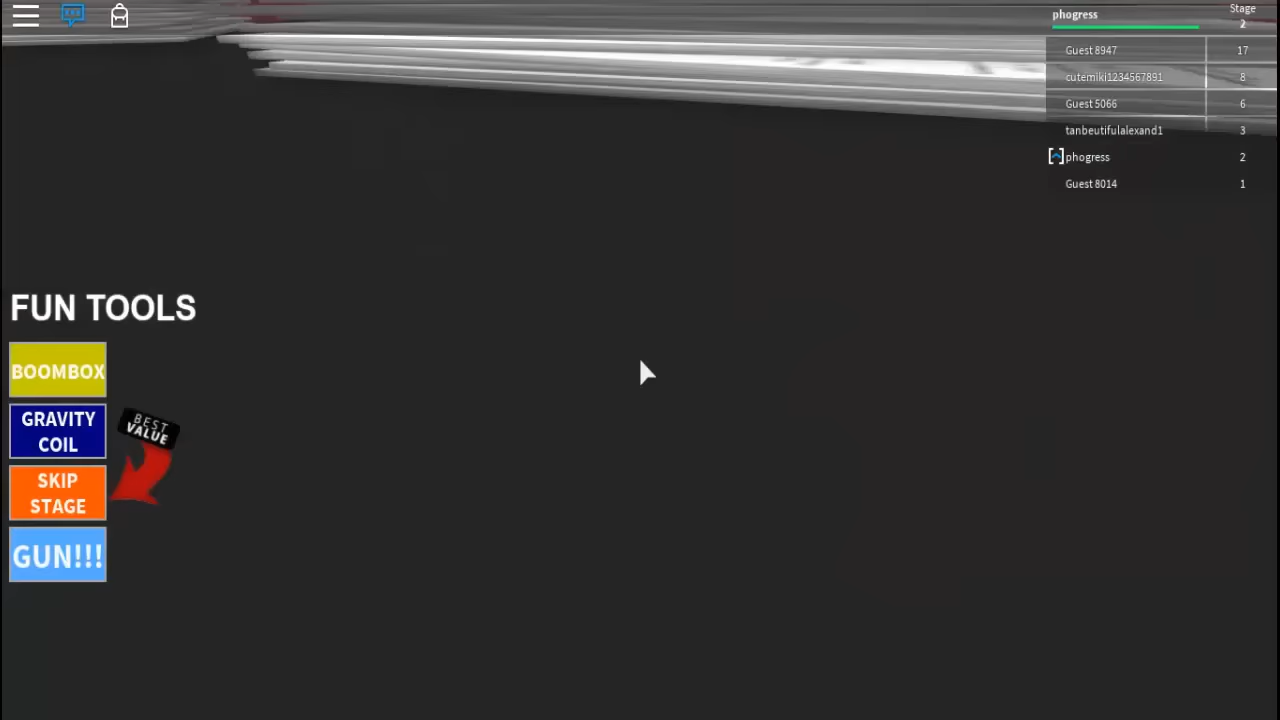 phogress
Stage
2
Guest 8947 17
cutemiki1234567891 8
Guest 5066 6
tanbeutifulalexand1 3
phogress 2
Guest 8014 1
FUN TOOLS
BOOMBOX
GRAVITY
COIL
BEST
VALUE
SKIP
STAGE
GUN!!!